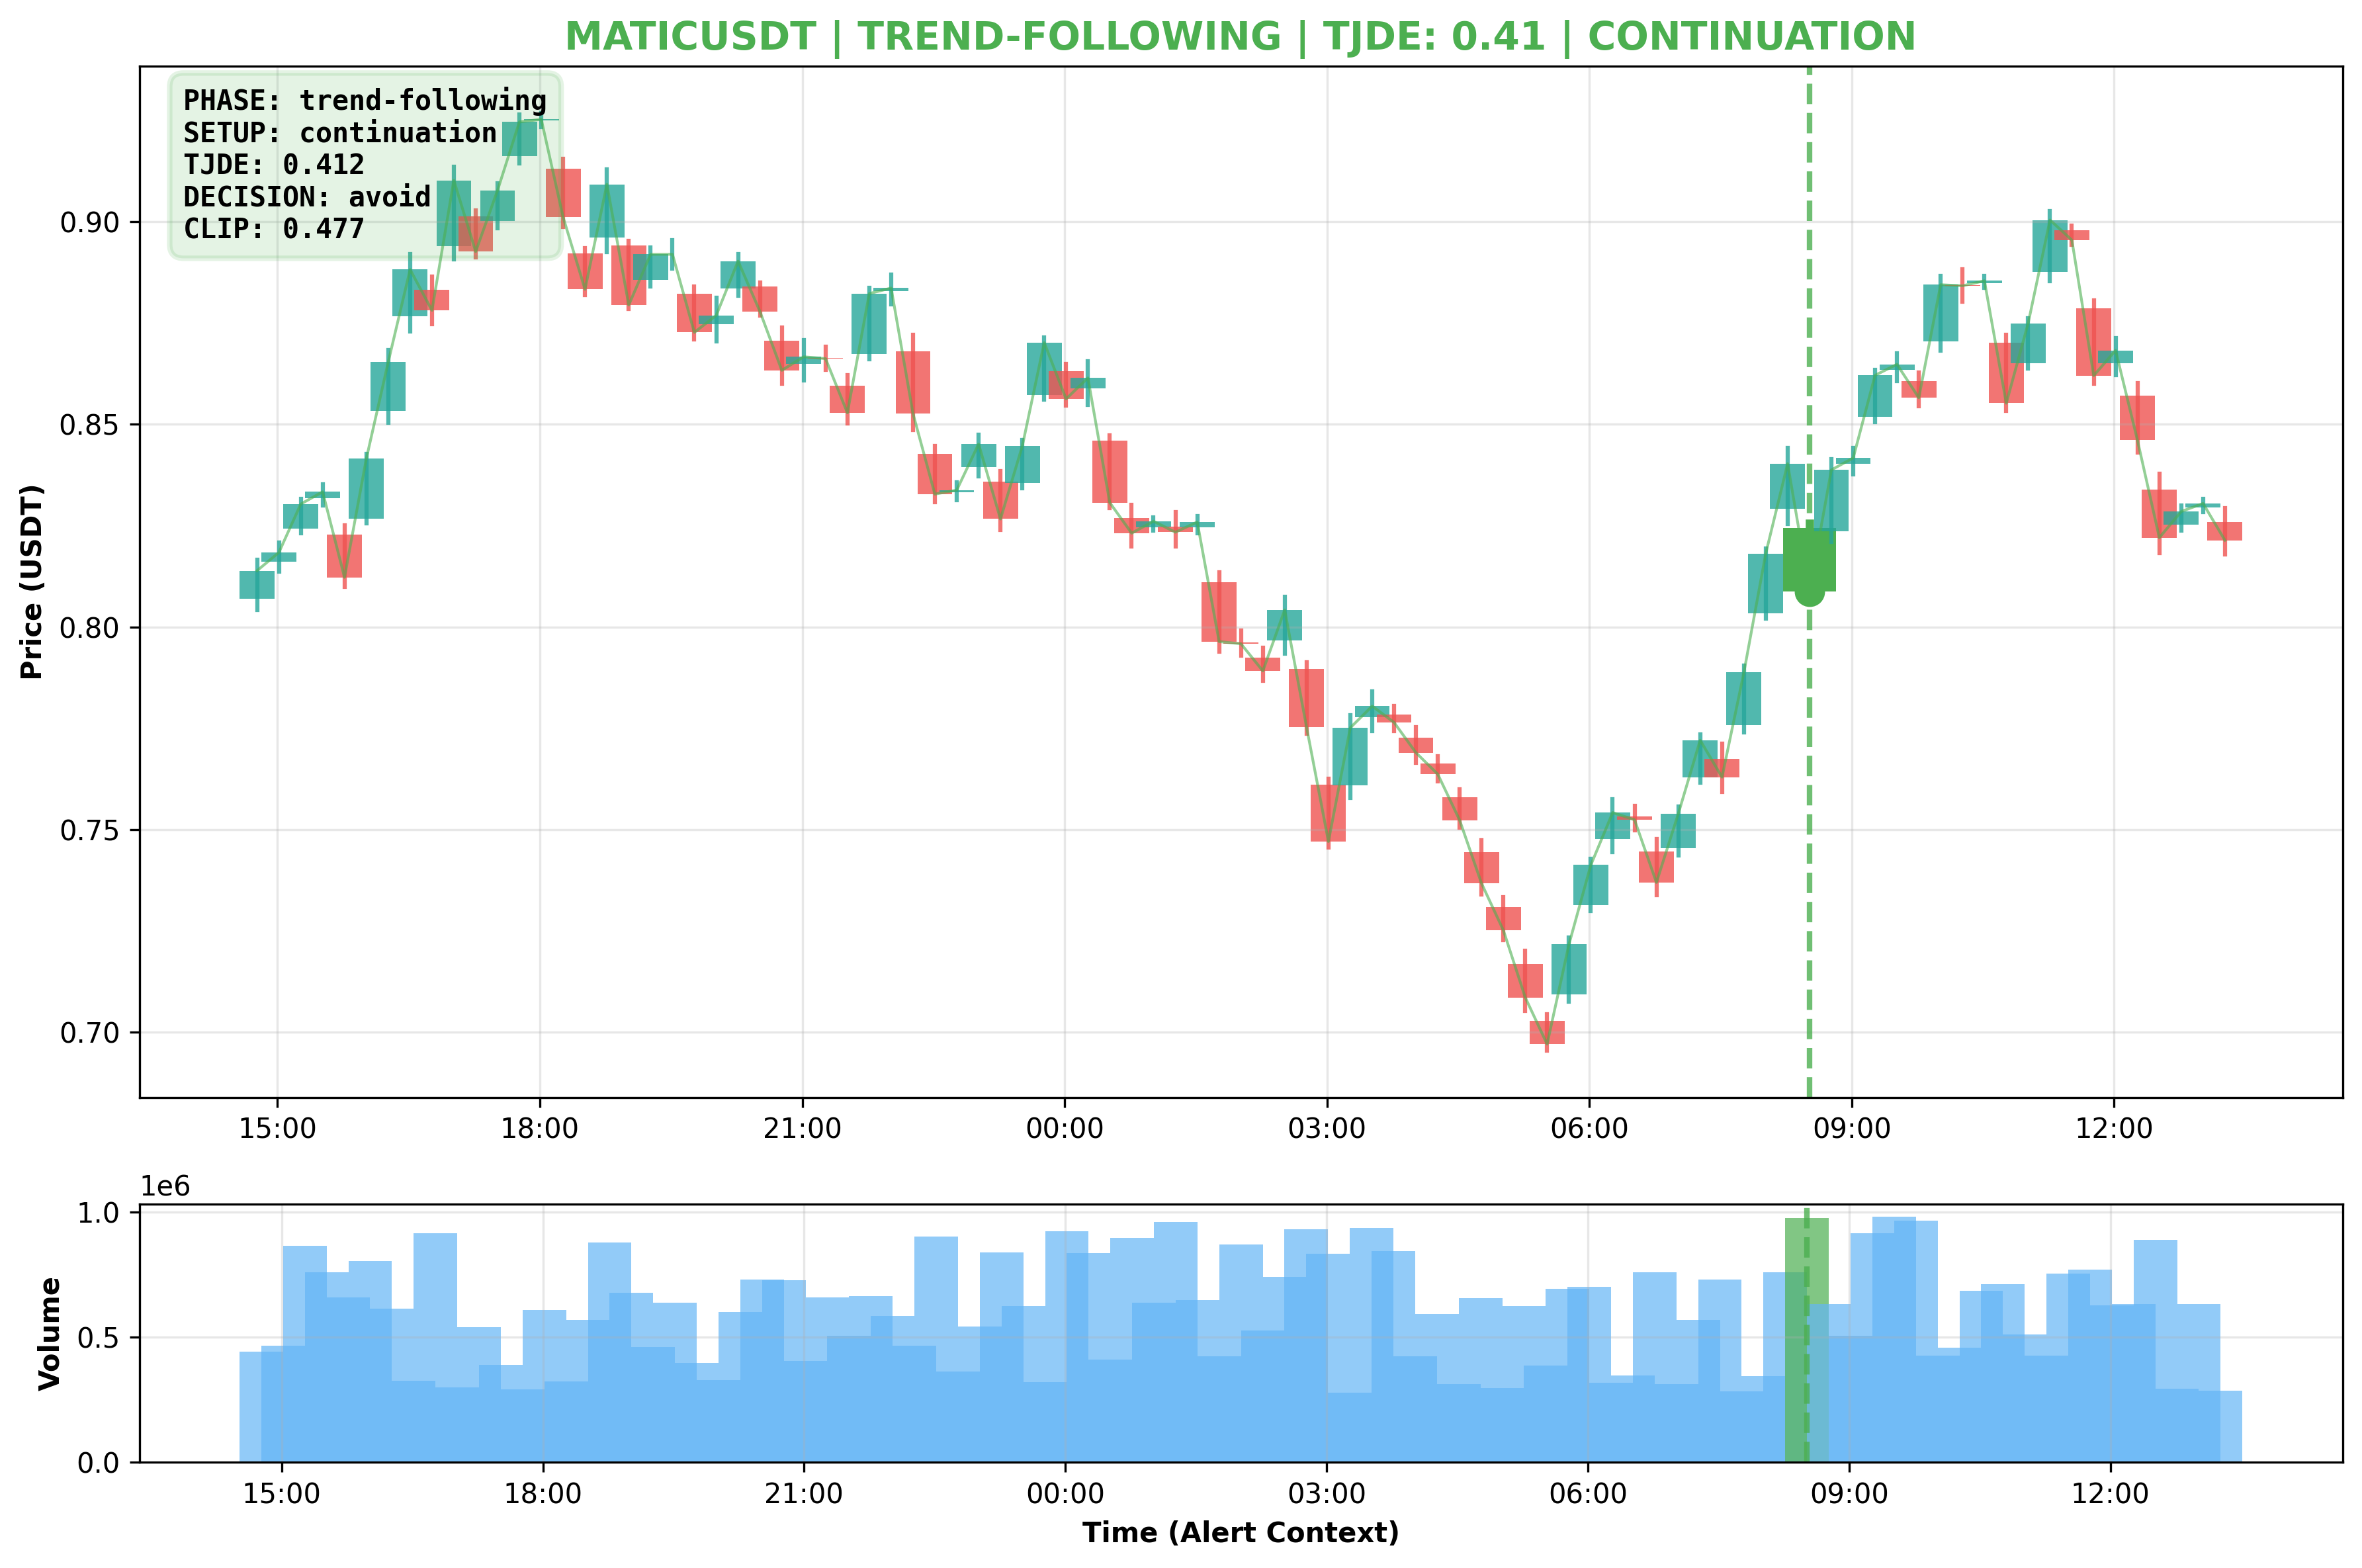 MATICUSDT | TREND-FOLLOWING | TJDE: 0.41 | CONTINUATION
PHASE: trend-following
SETUP: continuation
TJDE: 0.412
DECISION: avoid
CLIP: 0.477
Price (USDT)
0.90
0.85
0.80
0.75
0.70
15:00 18:00 21:00 00:00 03:00 06:00 09:00 12:00
1e6
Volume
1.0
0.5
0.0
15:00 18:00 21:00 00:00 03:00 06:00 09:00 12:00
Time (Alert Context)